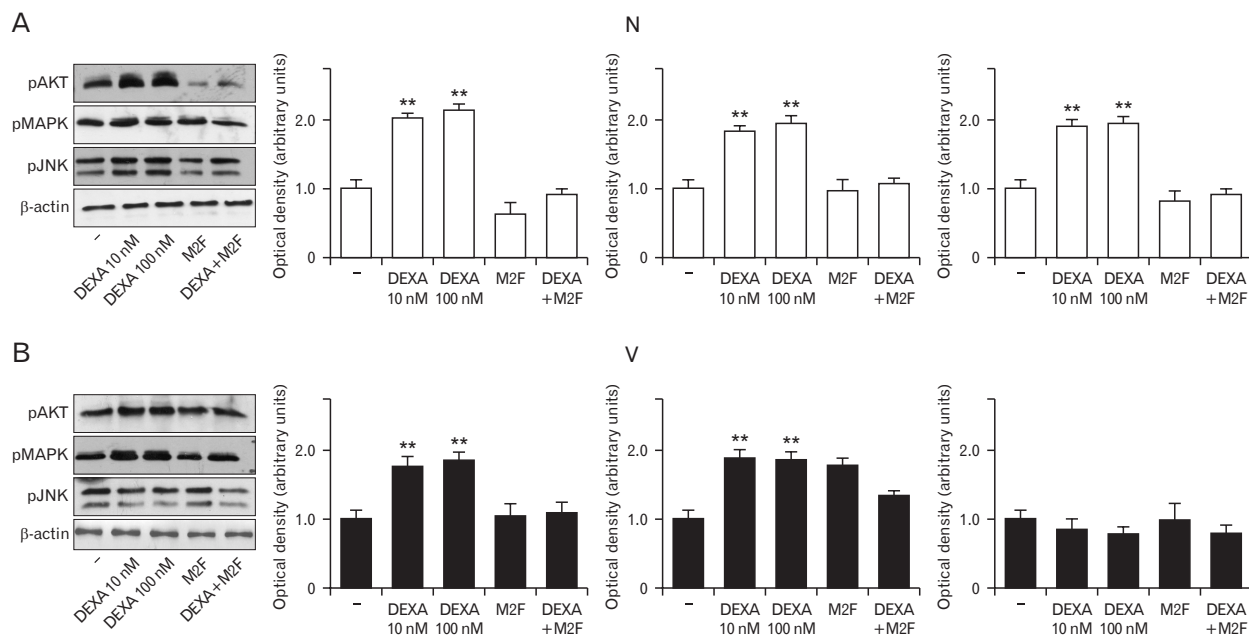 A
N
pAKT
pMAPK
pJNK
β-actin
–
DEXA 10 nM
DEXA 100 nM
M2F
DEXA+M2F
Optical density (arbitrary units)
2.0
1.0
0
– DEXA 10 nM DEXA 100 nM M2F DEXA +M2F
** **
Optical density (arbitrary units)
2.0
1.0
0
– DEXA 10 nM DEXA 100 nM M2F DEXA +M2F
** **
Optical density (arbitrary units)
2.0
1.0
0
– DEXA 10 nM DEXA 100 nM M2F DEXA +M2F
** **
B
V
pAKT
pMAPK
pJNK
β-actin
–
DEXA 10 nM
DEXA 100 nM
M2F
DEXA+M2F
Optical density (arbitrary units)
2.0
1.0
0
– DEXA 10 nM DEXA 100 nM M2F DEXA +M2F
** **
Optical density (arbitrary units)
2.0
1.0
0
– DEXA 10 nM DEXA 100 nM M2F DEXA +M2F
** **
Optical density (arbitrary units)
2.0
1.0
0
– DEXA 10 nM DEXA 100 nM M2F DEXA +M2F